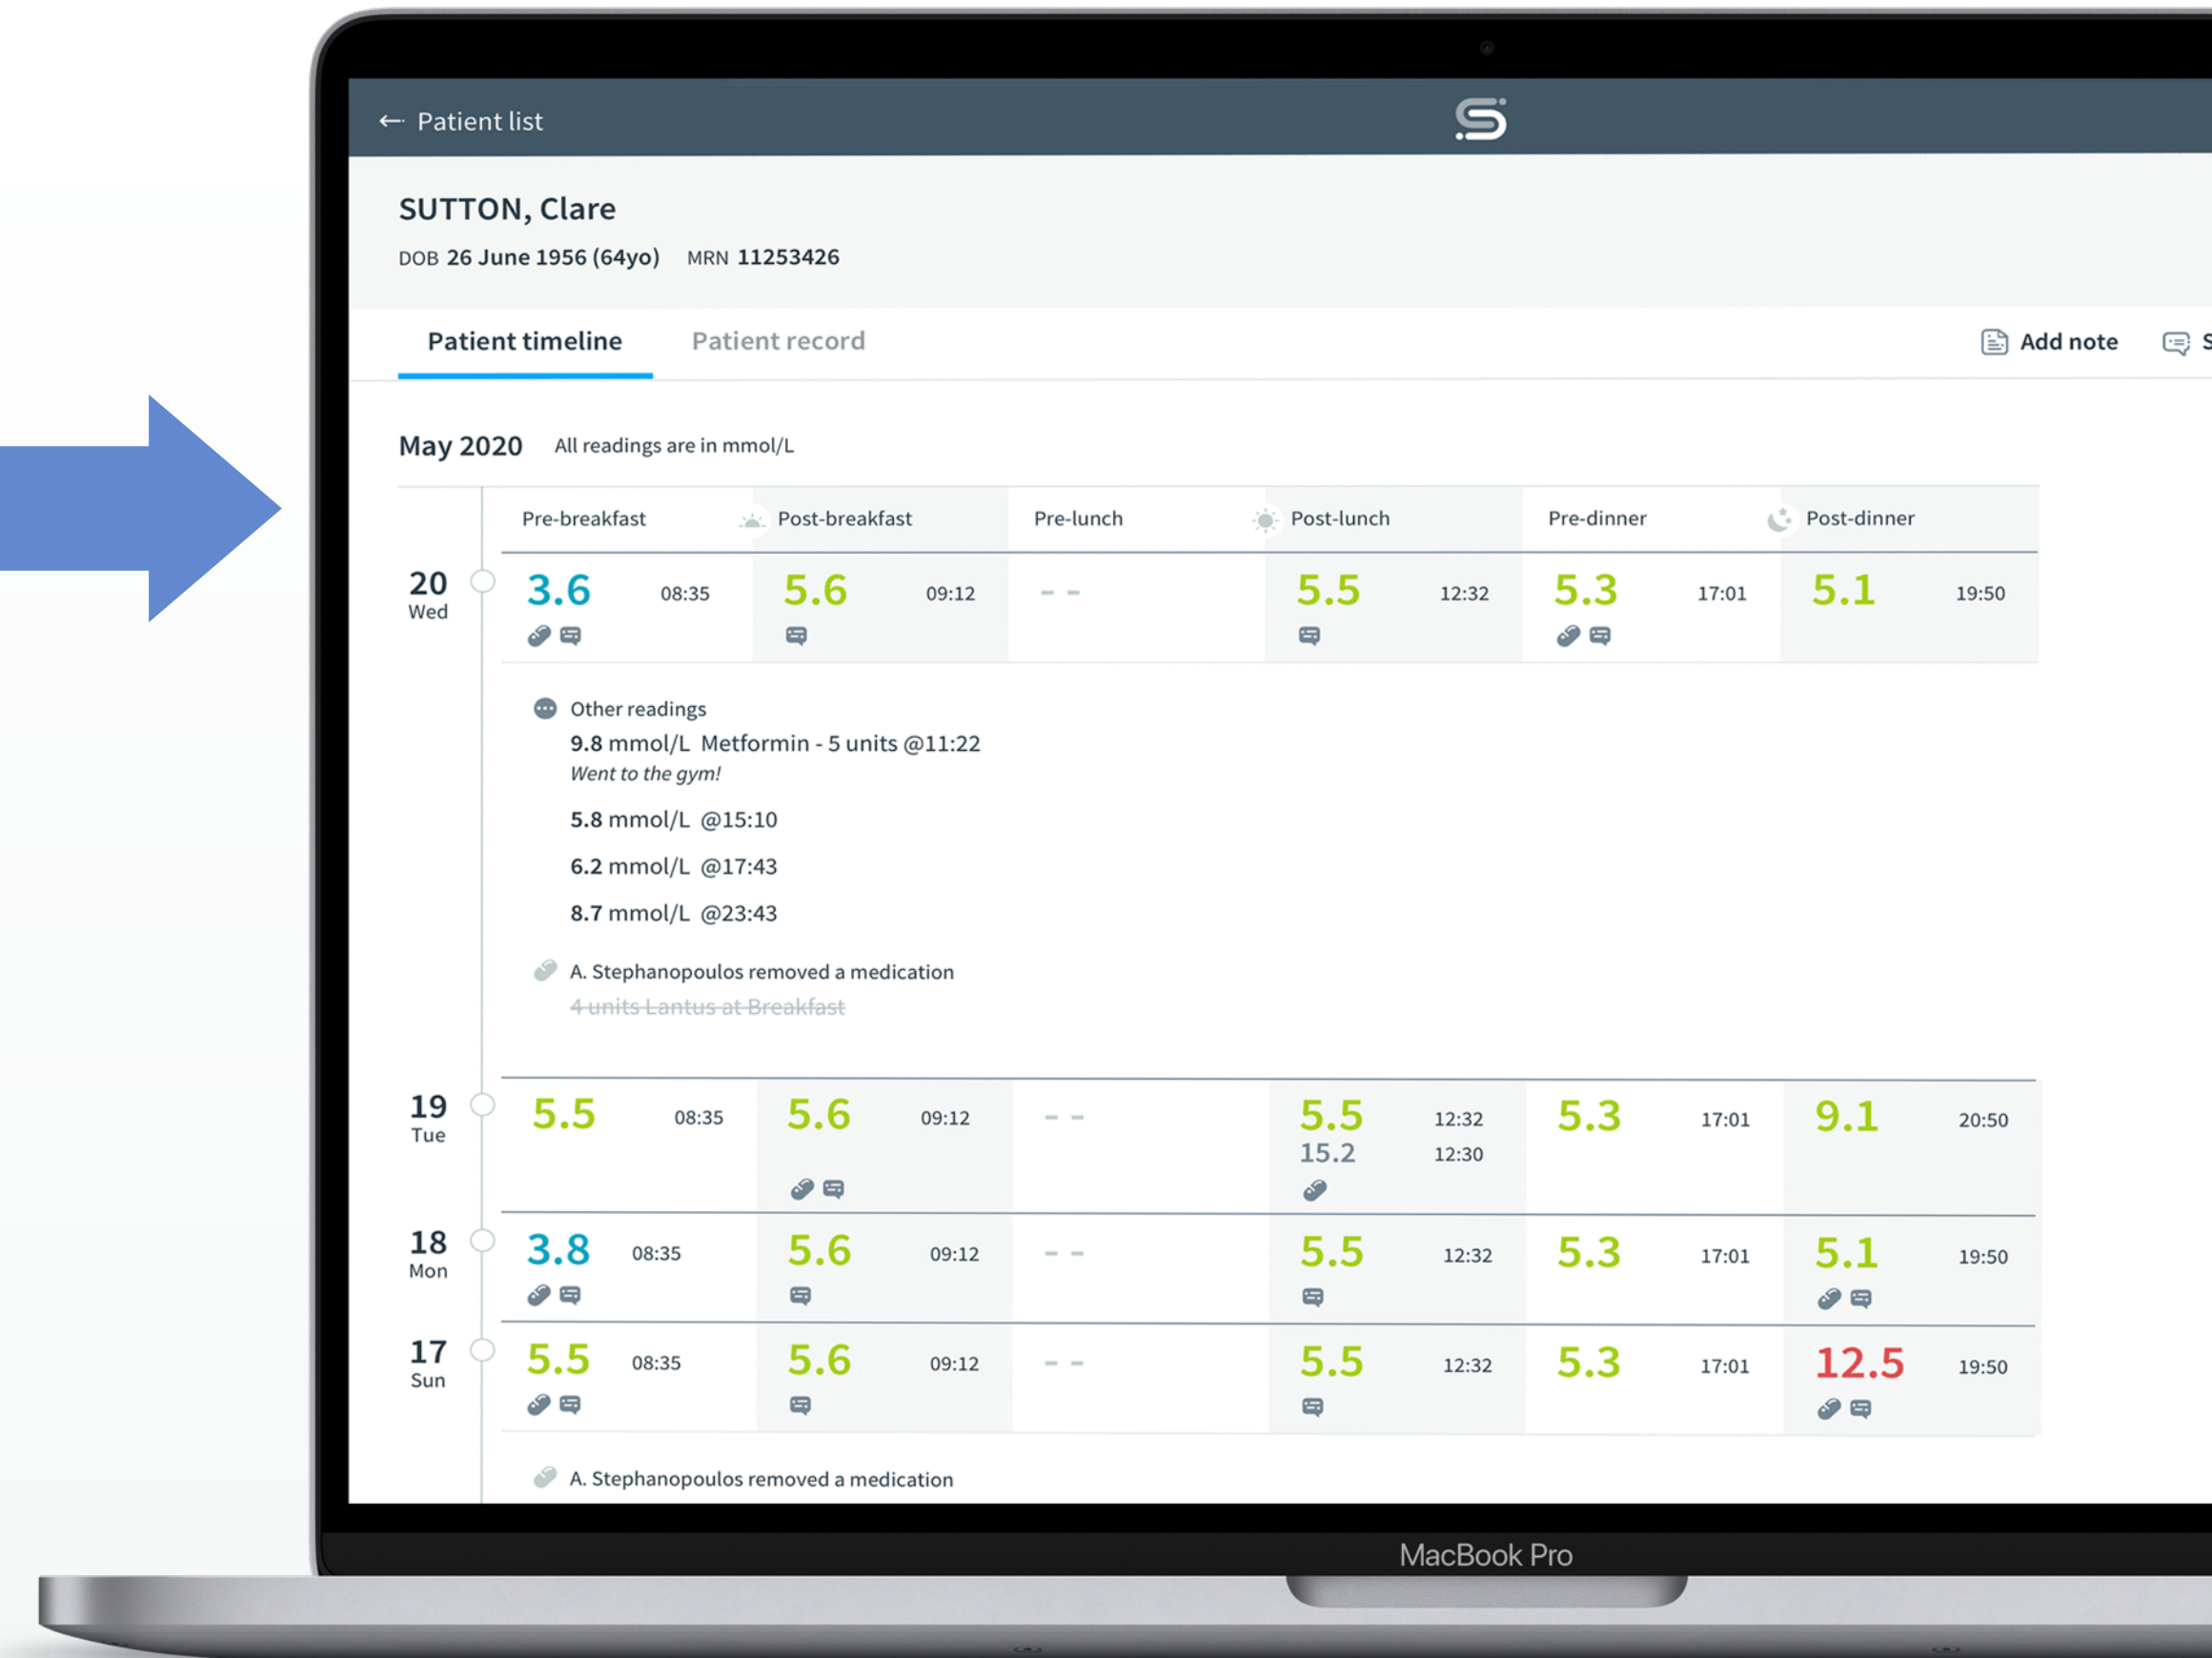 ← Patient list
SUTTON, Clare
DOB 26 June 1956 (64yo) MRN 11253426
Patient timeline Patient record Add note
May 2020 All readings are in mmol/L
Pre-breakfast Post-breakfast Pre-lunch Post-lunch Pre-dinner Post-dinner
20 3.6 08:35 5.6 09:12 - - 5.5 12:32 5.3 17:01 5.1 19:50
Wed
Other readings
9.8 mmol/L Metformin - 5 units @11:22
Went to the gym!
5.8 mmol/L @15:10
6.2 mmol/L @17:43
8.7 mmol/L @23:43
A. Stephanopoulos removed a medication
4 units Lantus at Breakfast
19 5.5 08:35 5.6 09:12 - - 5.5 12:32 5.3 17:01 9.1 20:50
Tue 15.2 12:30
18 3.8 08:35 5.6 09:12 - - 5.5 12:32 5.3 17:01 5.1 19:50
Mon
17 5.5 08:35 5.6 09:12 - - 5.5 12:32 5.3 17:01 12.5 19:50
Sun
A. Stephanopoulos removed a medication
MacBook Pro